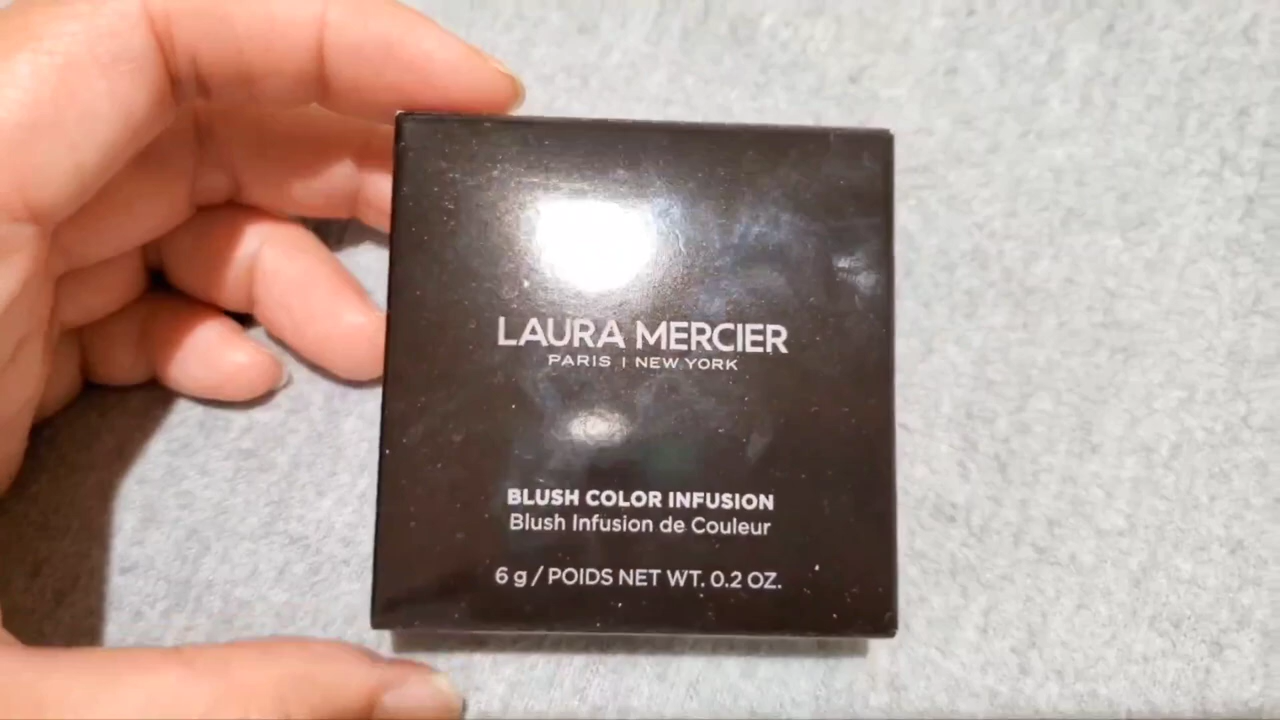 LAURA MERCIER
PARIS | NEW YORK
BLUSH COLOR INFUSION
Blush Infusion de Couleur
6 g / POIDS NET WT. 0.2 OZ.